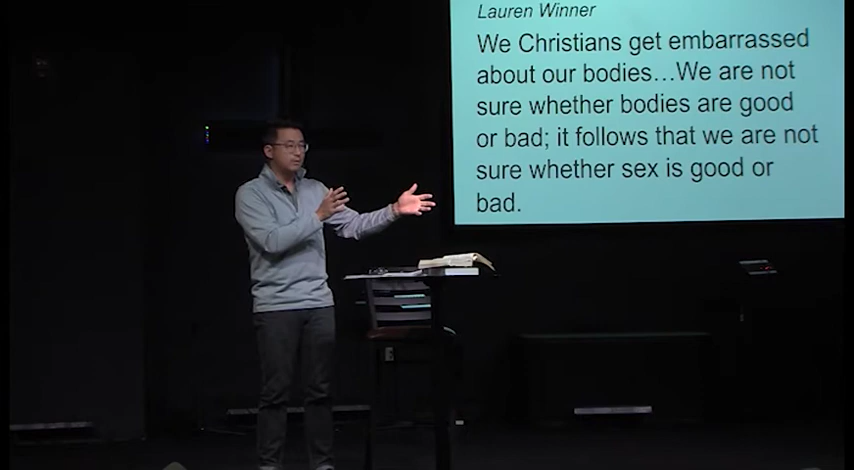 Lauren Winner
We Christians get embarrassed
about our bodies…We are not
sure whether bodies are good
or bad; it follows that we are not
sure whether sex is good or
bad.